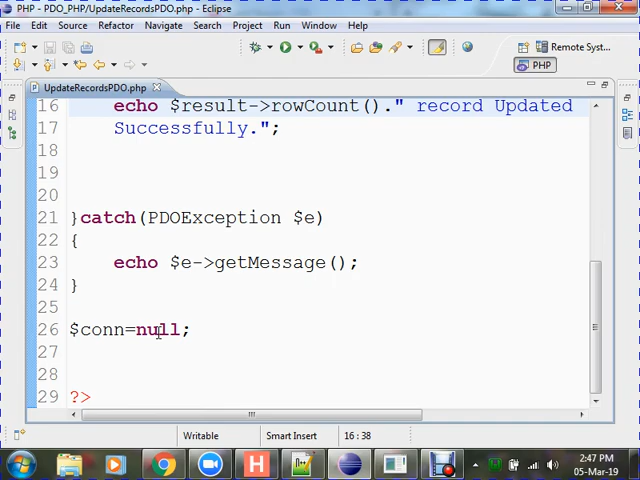 PHP - PDO_PHP/UpdateRecordsPDO.php - Eclipse
File Edit Source Refactor Navigate Search Project Run Window Help
Remote Sys...
PHP
UpdateRecordsPDO.php
16 echo $result->rowCount()." record Updated
17 Successfully.";
18
19
20
21 }catch(PDOException $e)
22 {
23 echo $e->getMessage();
24 }
25
26 $conn=null;
27
28
29 ?>
Writable Smart Insert 16 : 38
2:47 PM
05-Mar-19